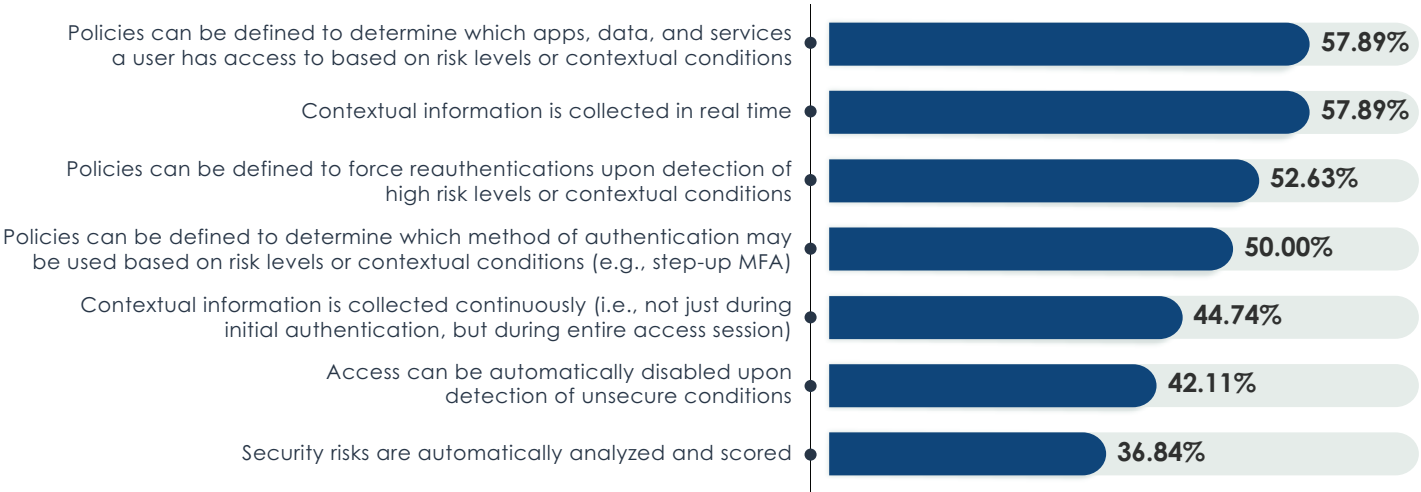 Policies can be defined to determine which apps, data, and services
a user has access to based on risk levels or contextual conditions
57.89%
Contextual information is collected in real time
57.89%
Policies can be defined to force reauthentications upon detection of
high risk levels or contextual conditions
52.63%
Policies can be defined to determine which method of authentication may
be used based on risk levels or contextual conditions (e.g., step-up MFA)
50.00%
Contextual information is collected continuously (i.e., not just during
initial authentication, but during entire access session)
44.74%
Access can be automatically disabled upon
detection of unsecure conditions
42.11%
Security risks are automatically analyzed and scored
36.84%